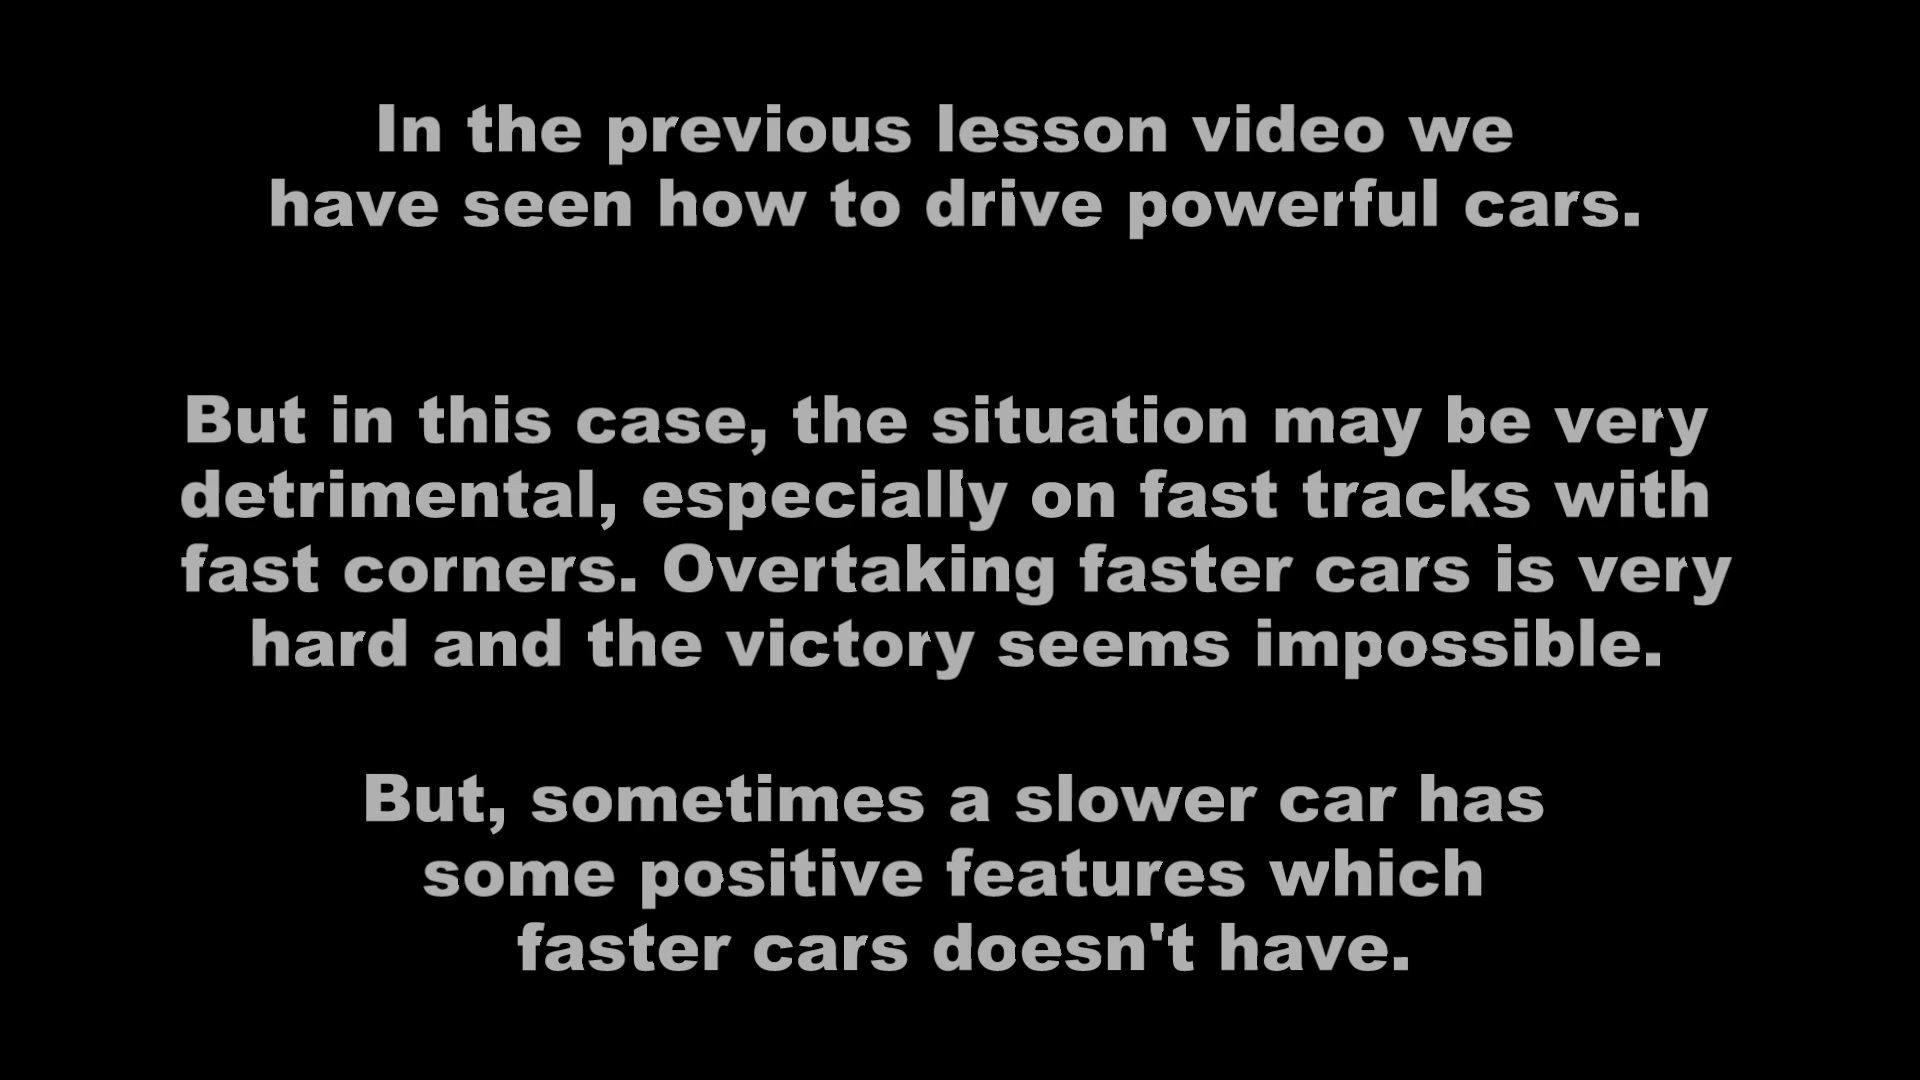 In the previous lesson video we
have seen how to drive powerful cars.
But in this case, the situation may be very
detrimental, especially on fast tracks with
fast corners. Overtaking faster cars is very
hard and the victory seems impossible.
But, sometimes a slower car has
some positive features which
faster cars doesn't have.